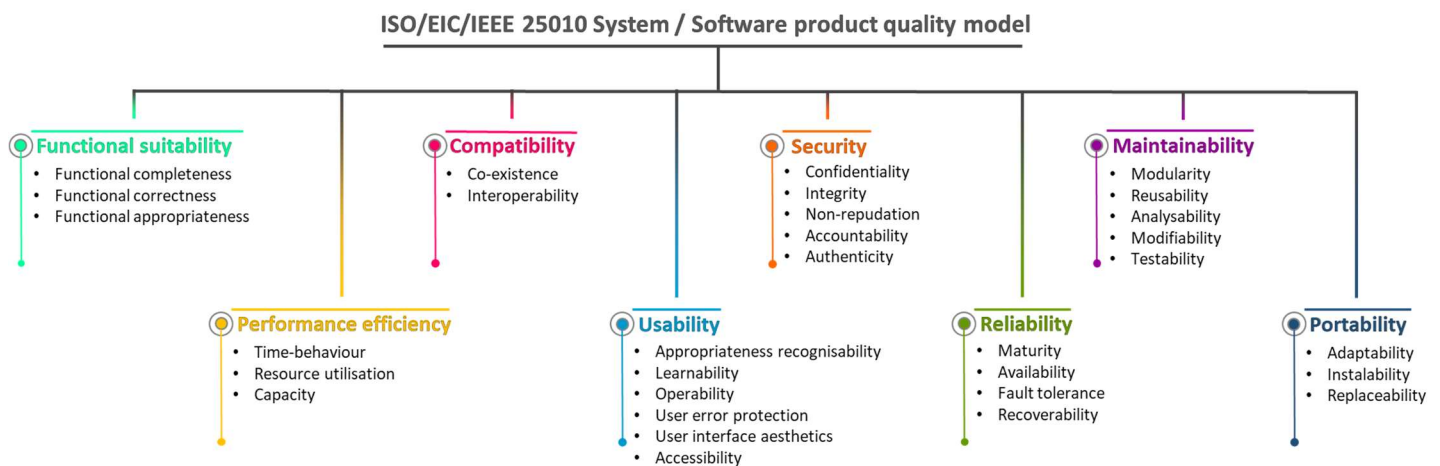 ISO/EIC/IEEE 25010 System / Software product quality model
Functional suitability
• Functional completeness
• Functional correctness
• Functional appropriateness
Performance efficiency
• Time-behaviour
• Resource utilisation
• Capacity
Compatibility
• Co-existence
• Interoperability
Usability
• Appropriateness recognisability
• Learnability
• Operability
• User error protection
• User interface aesthetics
• Accessibility
Security
• Confidentiality
• Integrity
• Non-repudation
• Accountability
• Authenticity
Reliability
• Maturity
• Availability
• Fault tolerance
• Recoverability
Maintainability
• Modularity
• Reusability
• Analysability
• Modifiability
• Testability
Portability
• Adaptability
• Instalability
• Replaceability